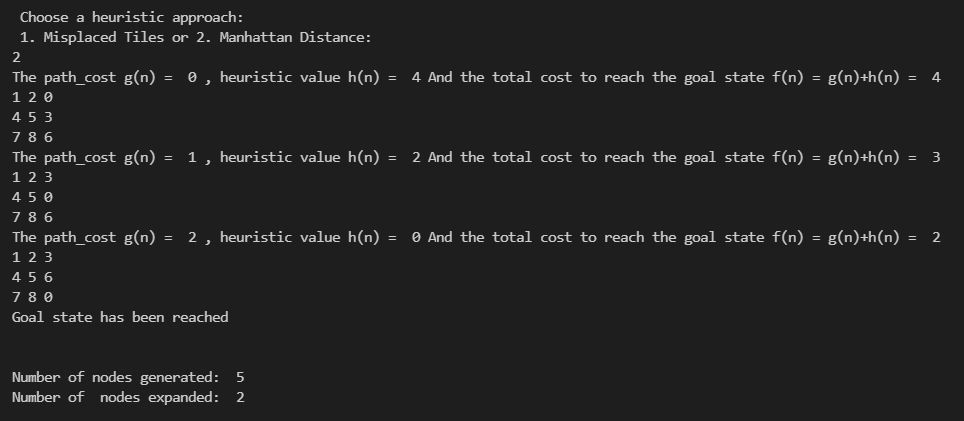 Choose a heuristic approach:
1. Misplaced Tiles or 2. Manhattan Distance:
2
The path_cost g(n) =  0 , heuristic value h(n) =  4 And the total cost to reach the goal state f(n) = g(n)+h(n) =  4
1 2 0
4 5 3
7 8 6
The path_cost g(n) =  1 , heuristic value h(n) =  2 And the total cost to reach the goal state f(n) = g(n)+h(n) =  3
1 2 3
4 5 0
7 8 6
The path_cost g(n) =  2 , heuristic value h(n) =  0 And the total cost to reach the goal state f(n) = g(n)+h(n) =  2
1 2 3
4 5 6
7 8 0
Goal state has been reached
Number of nodes generated:  5
Number of  nodes expanded:  2